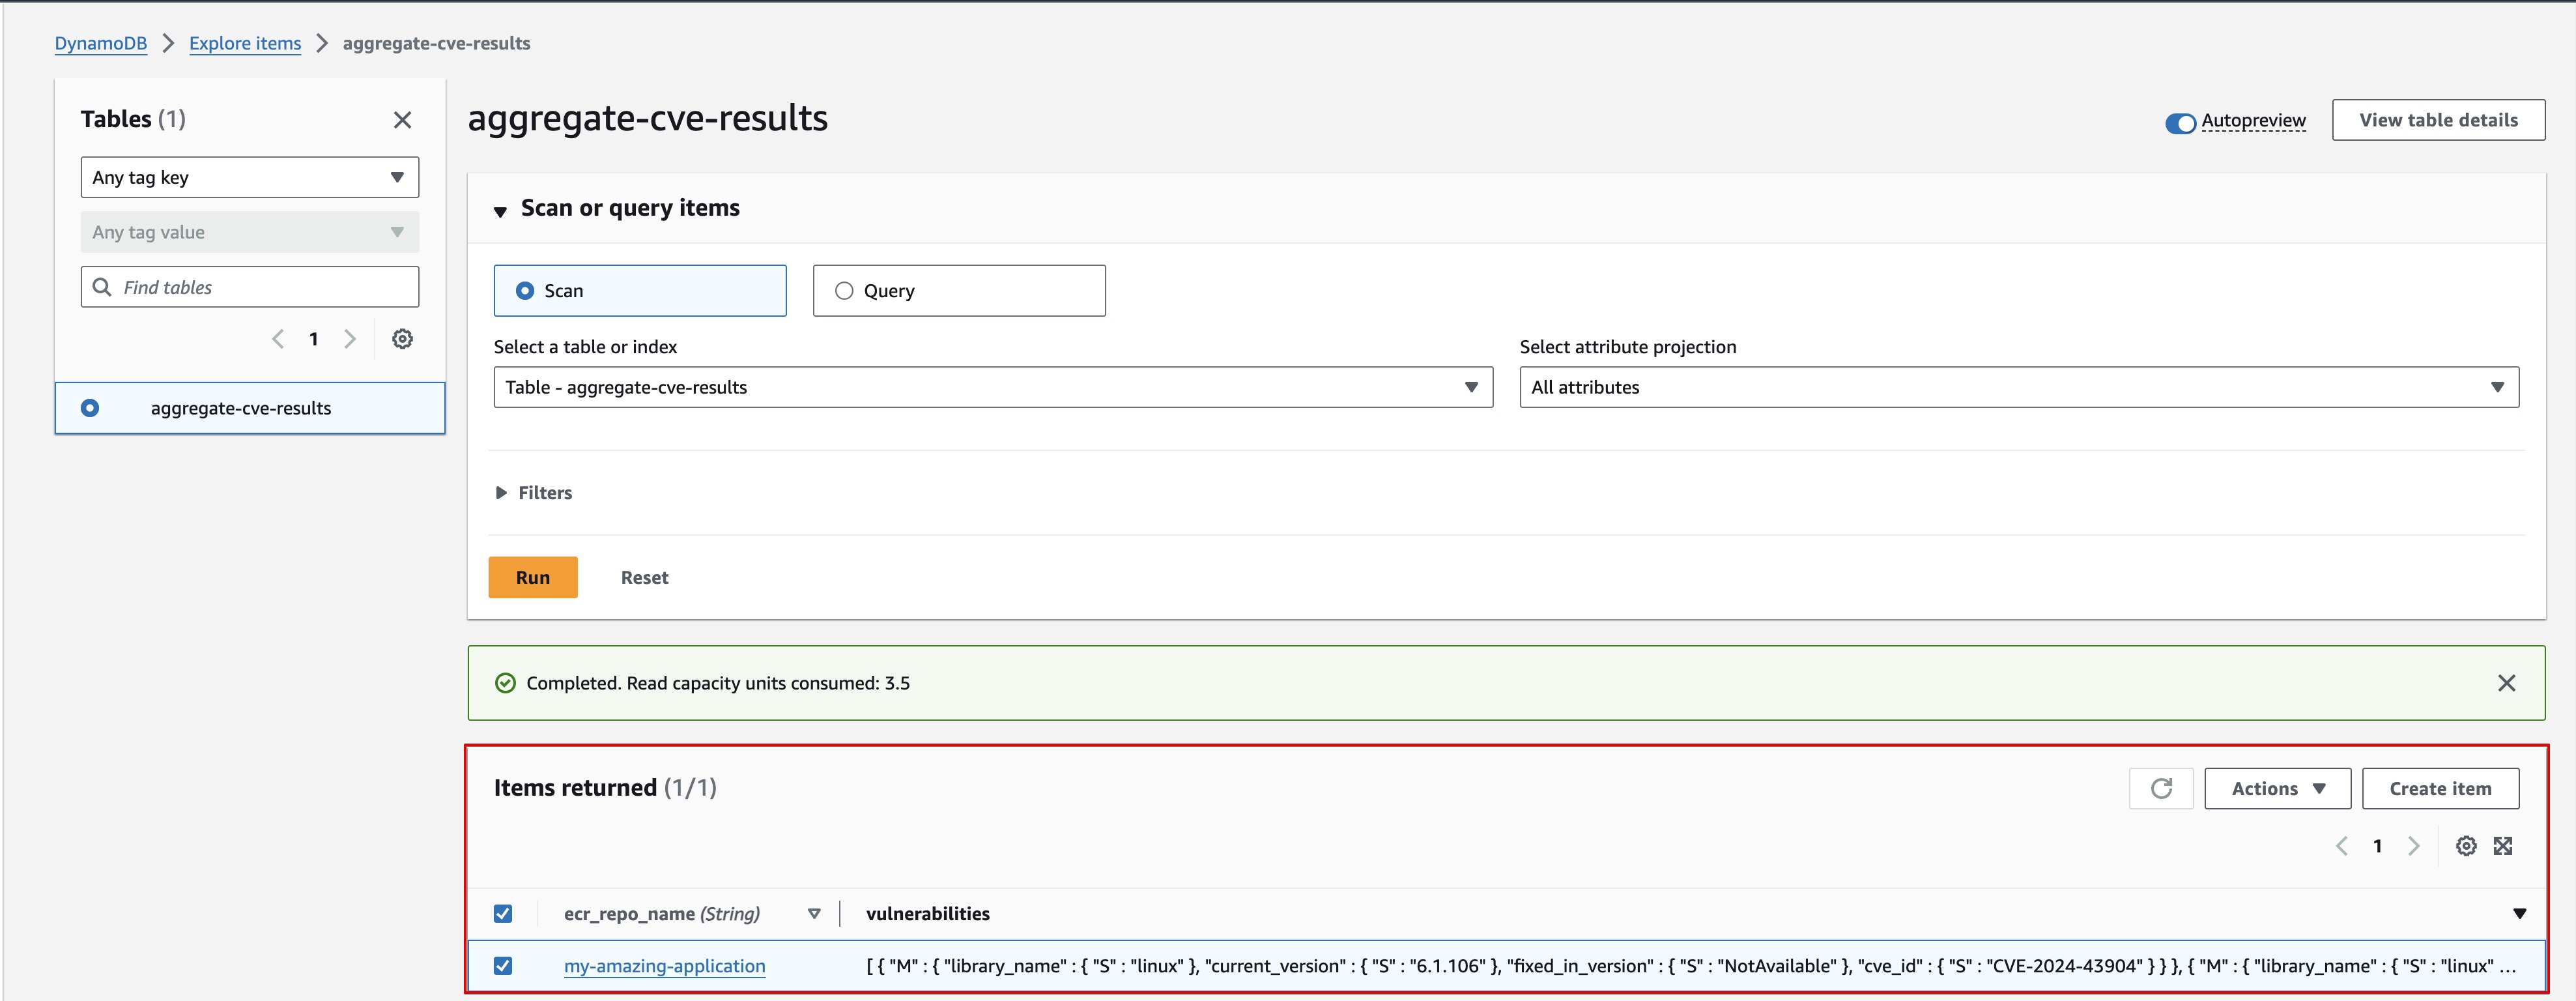 DynamoDB > Explore items > aggregate-cve-results
Tables (1)
Any tag key
Any tag value
Find tables
1
aggregate-cve-results
aggregate-cve-results
Autopreview
View table details
Scan or query items
Scan
Query
Select a table or index
Table - aggregate-cve-results
Select attribute projection
All attributes
Filters
Run
Reset
Completed. Read capacity units consumed: 3.5
Items returned (1/1)
Actions
Create item
1
ecr_repo_name (String)
vulnerabilities
my-amazing-application
[ { "M" : { "library_name" : { "S" : "linux" }, "current_version" : { "S" : "6.1.106" }, "fixed_in_version" : { "S" : "NotAvailable" }, "cve_id" : { "S" : "CVE-2024-43904" } } }, { "M" : { "library_name" : { "S" : "linux" ...